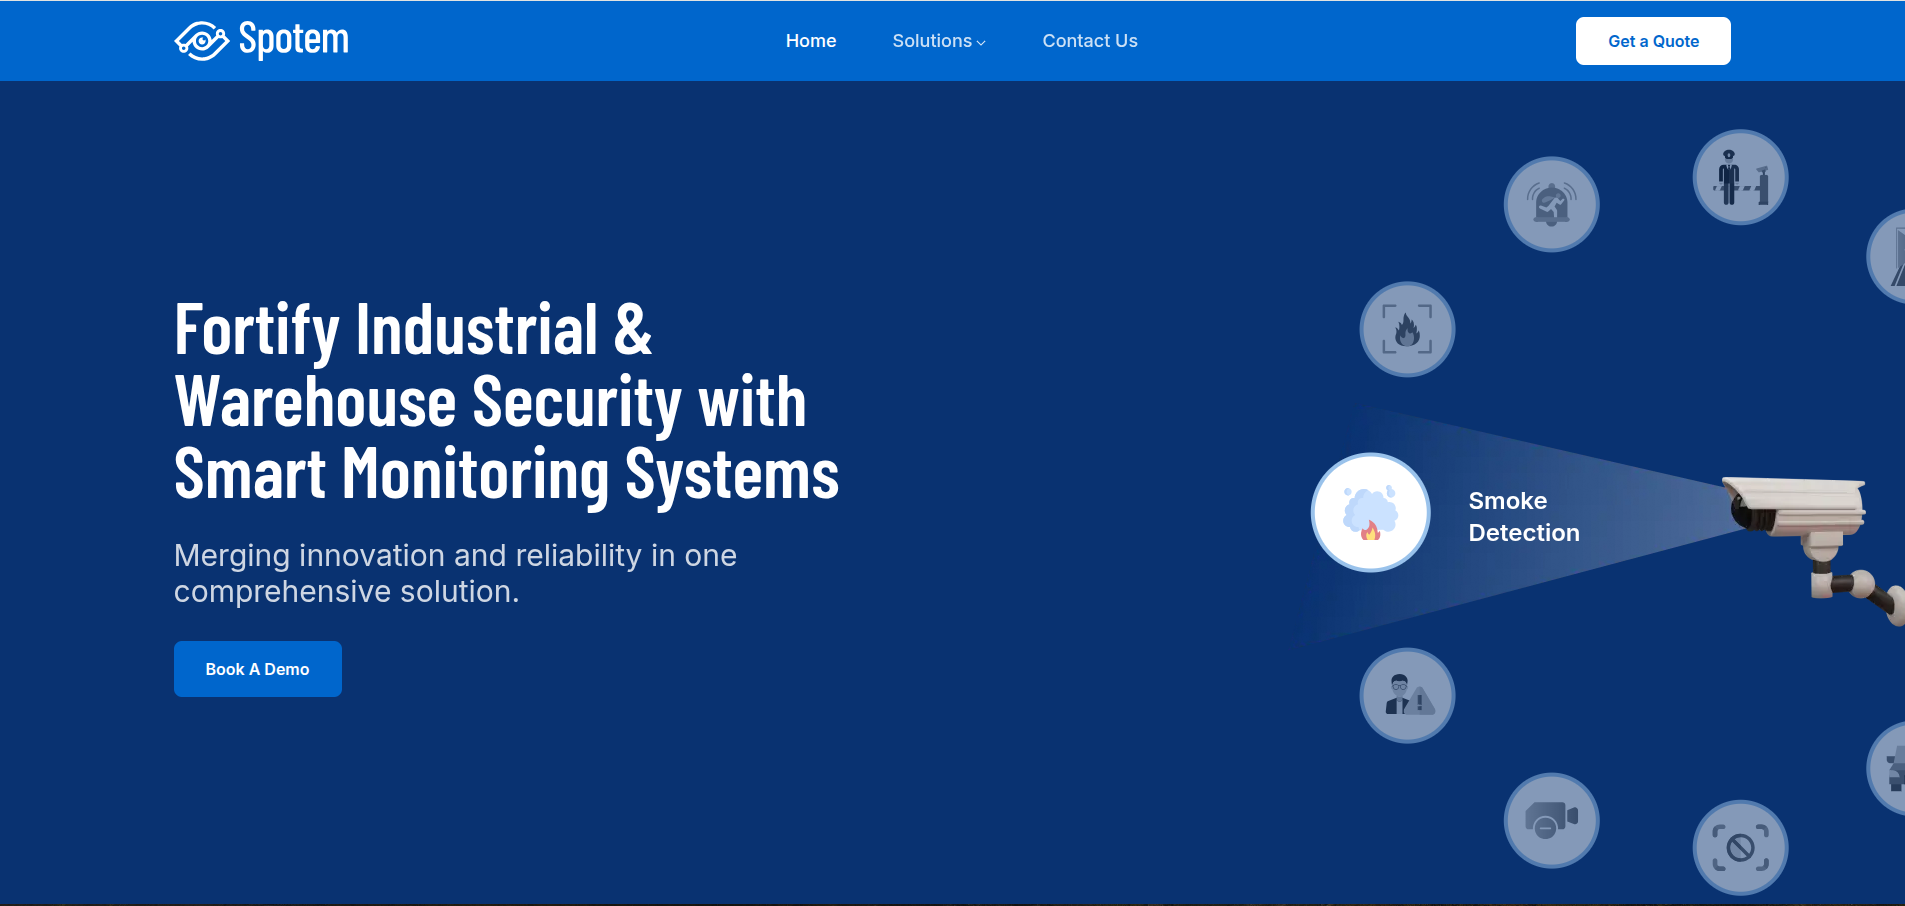 Spotem
Home
Solutions
Contact Us
Get a Quote
Fortify Industrial &
Warehouse Security with
Smart Monitoring Systems
Merging innovation and reliability in one
comprehensive solution.
Book A Demo
Smoke
Detection